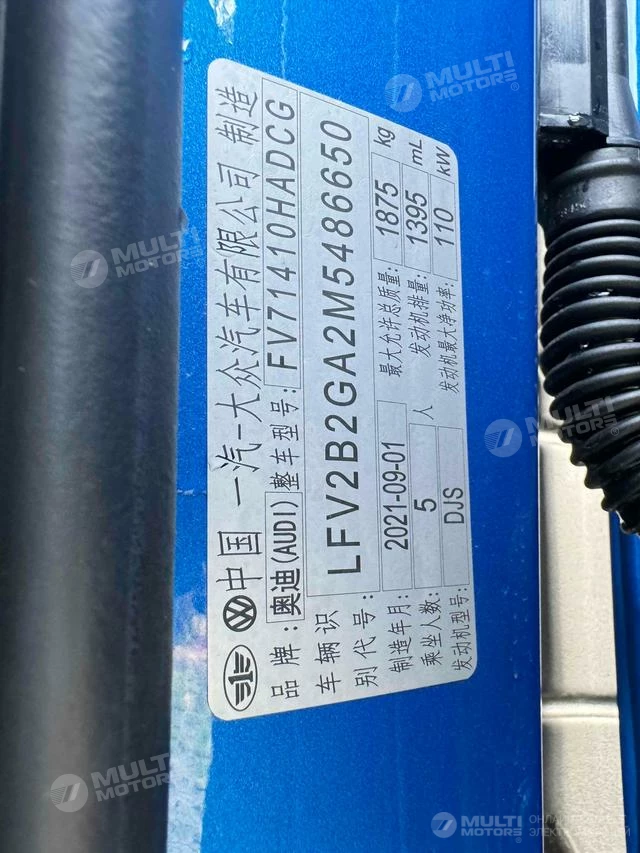 中国 一汽-大众汽车有限公司 制造
品牌: 奥迪(AUDI) 整车型号: FV71410HADCG
车辆识别代号: LFV2B2GA2M5486650
制造年月: 2021-09-01 最大允许总质量: 1875 kg
乘坐人数: 5 人 发动机排量: 1395 mL
发动机型号: DJS 发动机最大净功率: 110 kW
MULTI
MOTORS
MULTI
MOTORS
MULTI
MOTORS
MULTI
MOTORS
MULTI
MOTORS